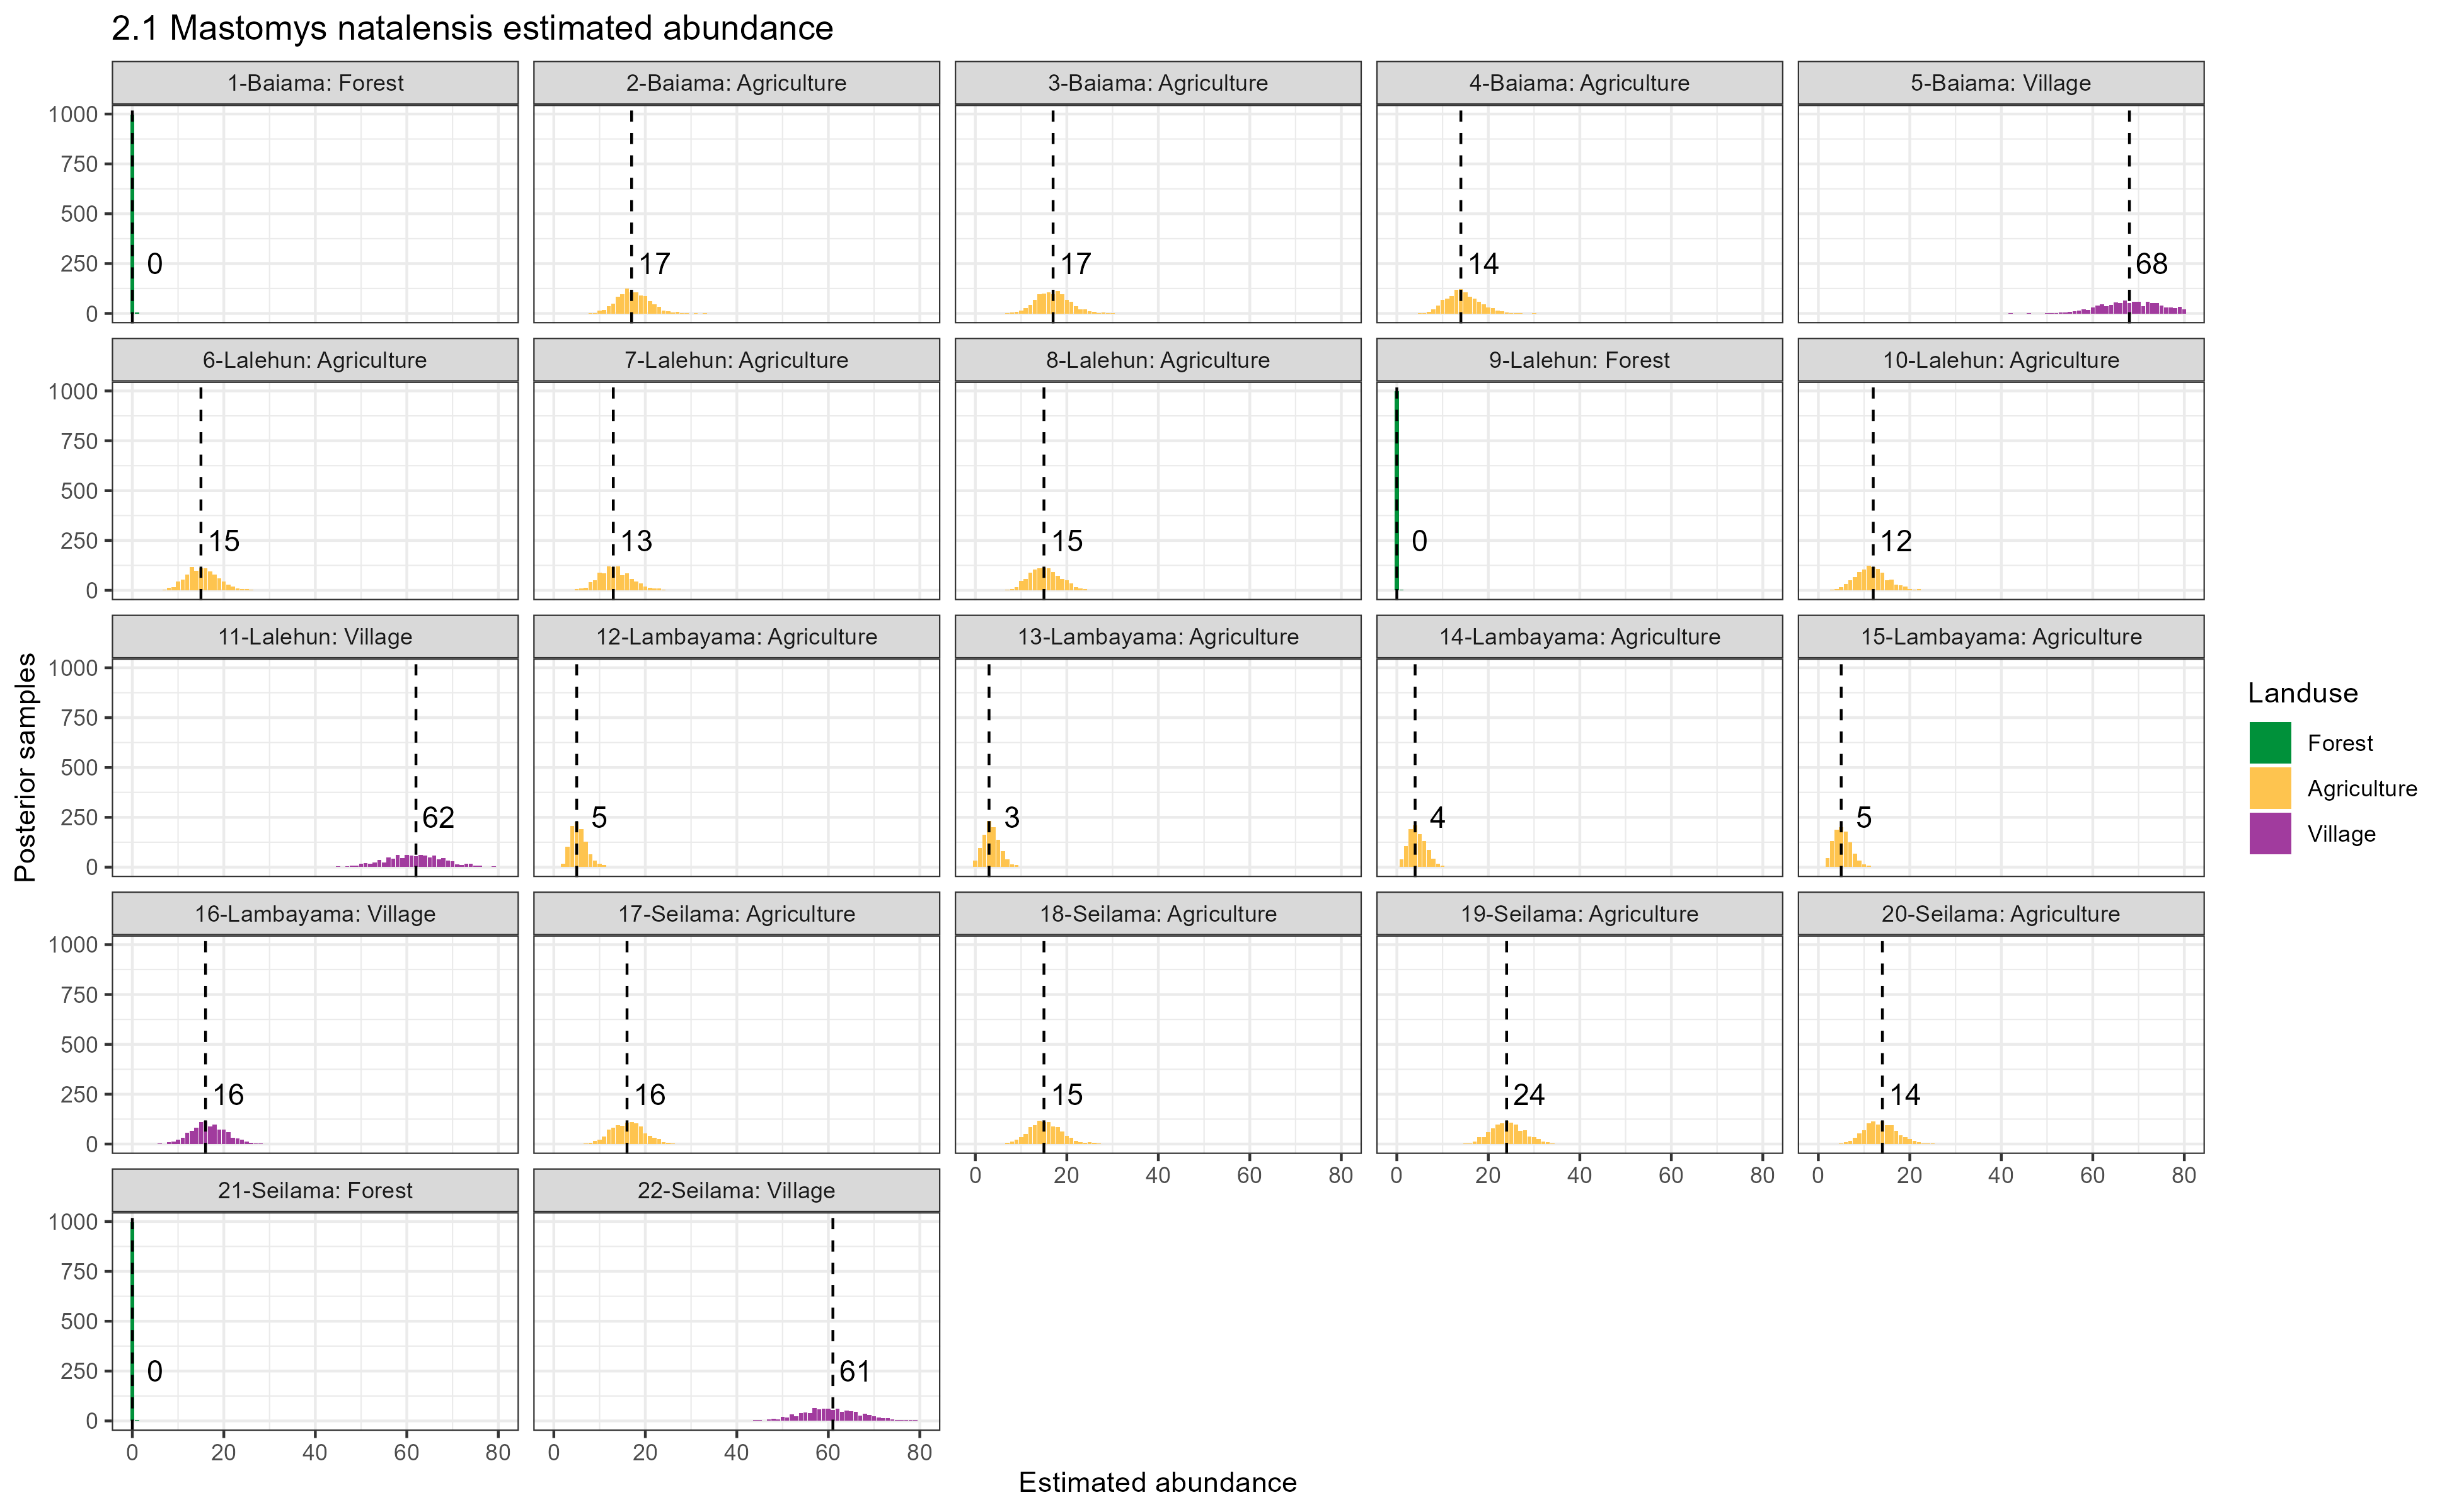 2.1 Mastomys natalensis estimated abundance
1-Baiama: Forest 2-Baiama: Agriculture 3-Baiama: Agriculture 4-Baiama: Agriculture 5-Baiama: Village
1000
750
500
250
0
0 17 17 14 68
6-Lalehun: Agriculture 7-Lalehun: Agriculture 8-Lalehun: Agriculture 9-Lalehun: Forest 10-Lalehun: Agriculture
1000
750
500
250
0
15 13 15 0 12
11-Lalehun: Village 12-Lambayama: Agriculture 13-Lambayama: Agriculture 14-Lambayama: Agriculture 15-Lambayama: Agriculture
1000
750
500
250
0
62 5 3 4 5
16-Lambayama: Village 17-Seilama: Agriculture 18-Seilama: Agriculture 19-Seilama: Agriculture 20-Seilama: Agriculture
1000
750
500
250
0
16 16 15 24 14
0 20 40 60 80 0 20 40 60 80 0 20 40 60 80
21-Seilama: Forest 22-Seilama: Village
1000
750
500
250
0
0 61
0 20 40 60 80 0 20 40 60 80
Estimated abundance
Posterior samples
Landuse
Forest
Agriculture
Village